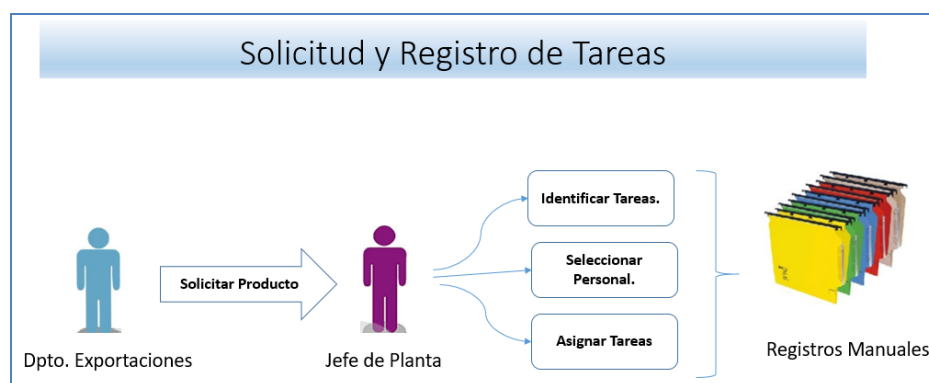 Solicitud y Registro de Tareas
Identificar Tareas.
Solicitar Producto
Seleccionar
Personal.
Asignar Tareas
Dpto. Exportaciones
Jefe de Planta
Registros Manuales